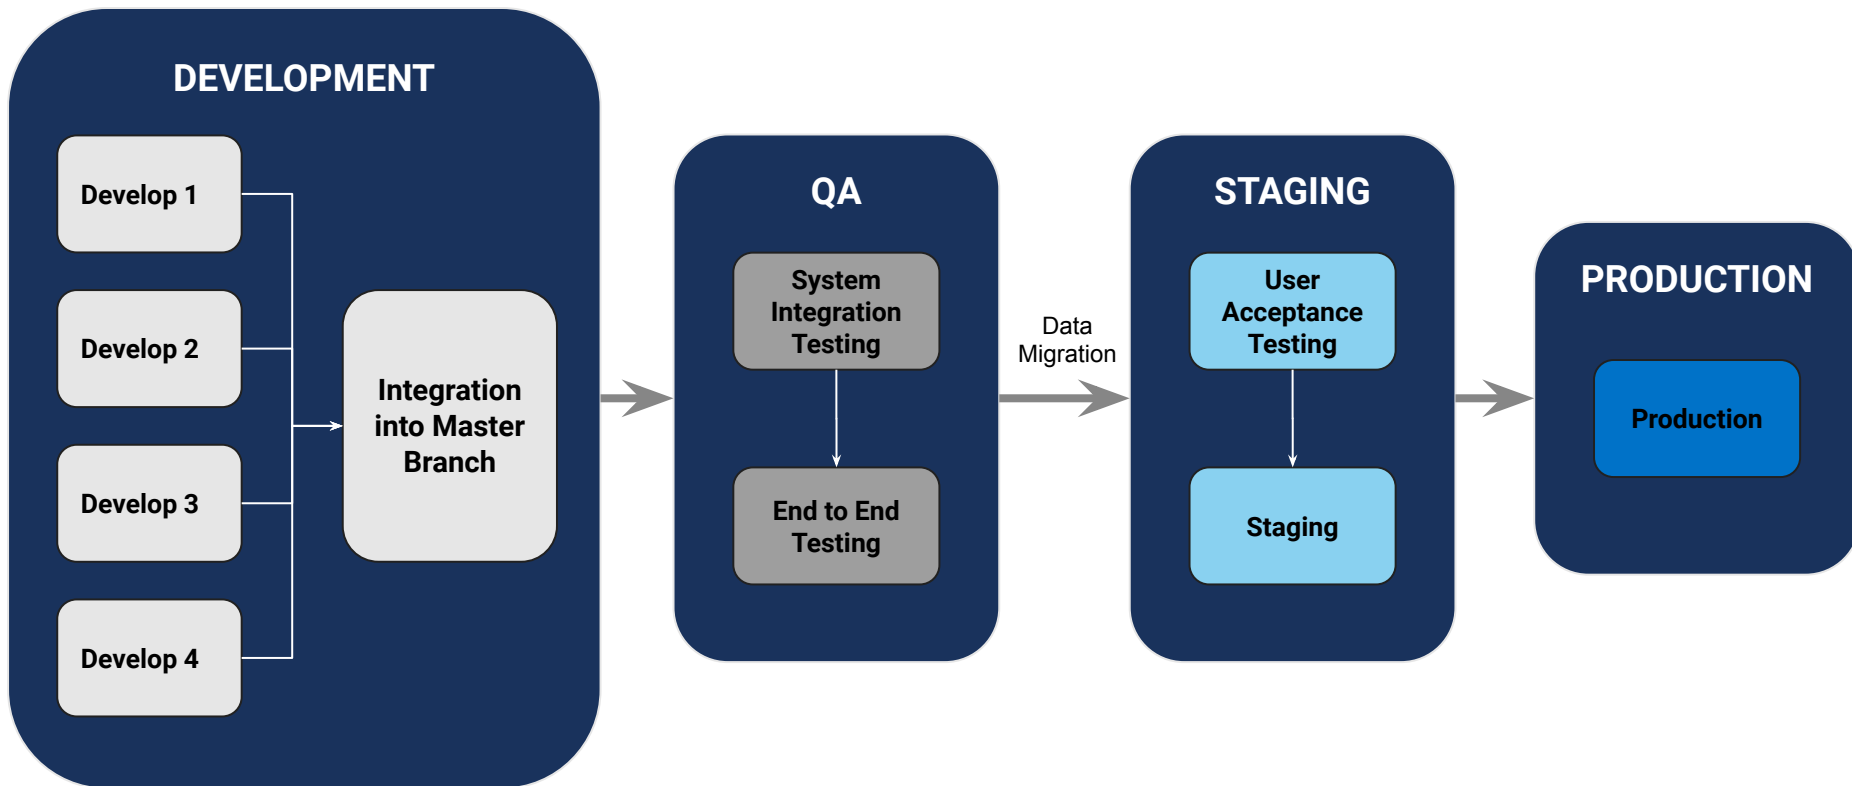 DEVELOPMENT
Develop 1
Develop 2
Develop 3
Develop 4
Integration
into Master
Branch
QA
System
Integration
Testing
End to End
Testing
Data
Migration
STAGING
User
Acceptance
Testing
Staging
PRODUCTION
Production